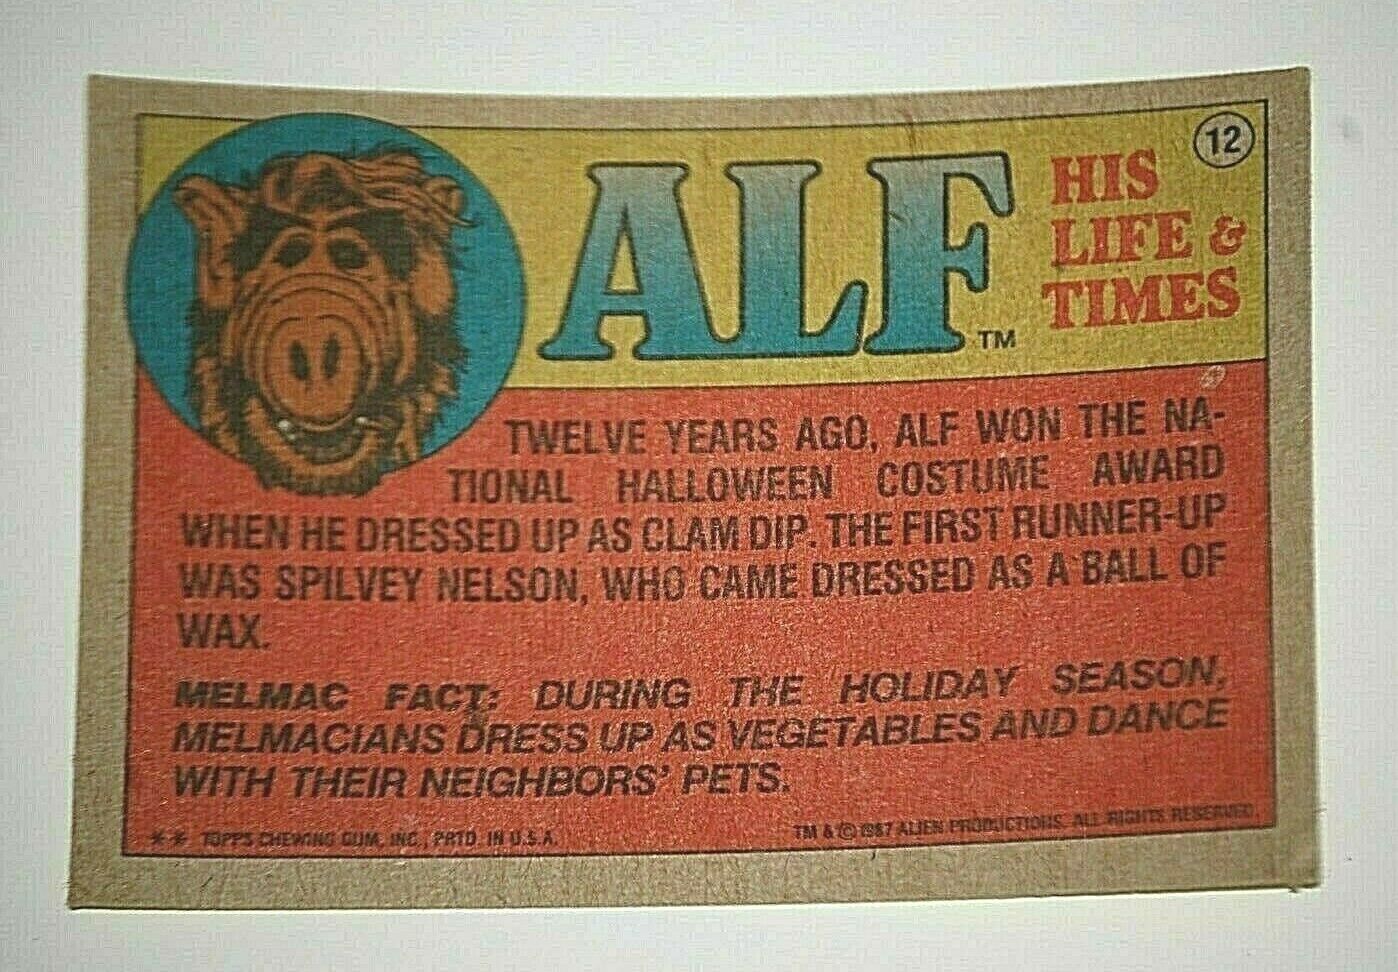 12
ALF
TM
HIS
LIFE &
TIMES
TWELVE YEARS AGO, ALF WON THE NA-
TIONAL HALLOWEEN COSTUME AWARD
WHEN HE DRESSED UP AS CLAM DIP. THE FIRST RUNNER-UP
WAS SPILVEY NELSON, WHO CAME DRESSED AS A BALL OF
WAX.
MELMAC FACT: DURING THE HOLIDAY SEASON,
MELMACIANS DRESS UP AS VEGETABLES AND DANCE
WITH THEIR NEIGHBORS' PETS.
** TOPPS CHEWING GUM, INC., PRTD. IN U.S.A.
TM & © 1987 ALIEN PRODUCTIONS. ALL RIGHTS RESERVED.